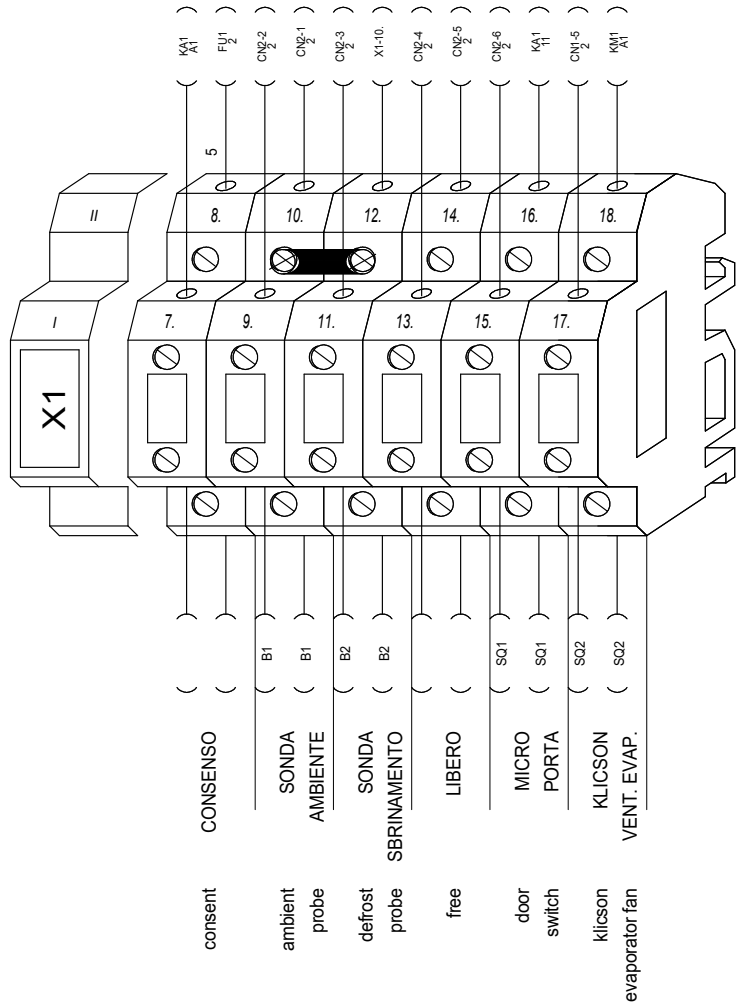 KA1
A1
FU1
2
CN2-2
2
CN2-1
2
CN2-3
2
X1-10.
CN2-4
2
CN2-5
2
CN2-6
2
KA1
11
CN1-5
2
KM1
A1
5
II
8.
10.
12.
14.
16.
18.
I
7.
9.
11.
13.
15.
17.
X1
B1
B1
B2
B2
SQ1
SQ1
SQ2
SQ2
CONSENSO
SONDA
AMBIENTE
SONDA
SBRINAMENTO
LIBERO
MICRO
PORTA
KLICSON
VENT. EVAP.
consent
ambient
probe
defrost
probe
free
door
switch
klicson
evaporator fan